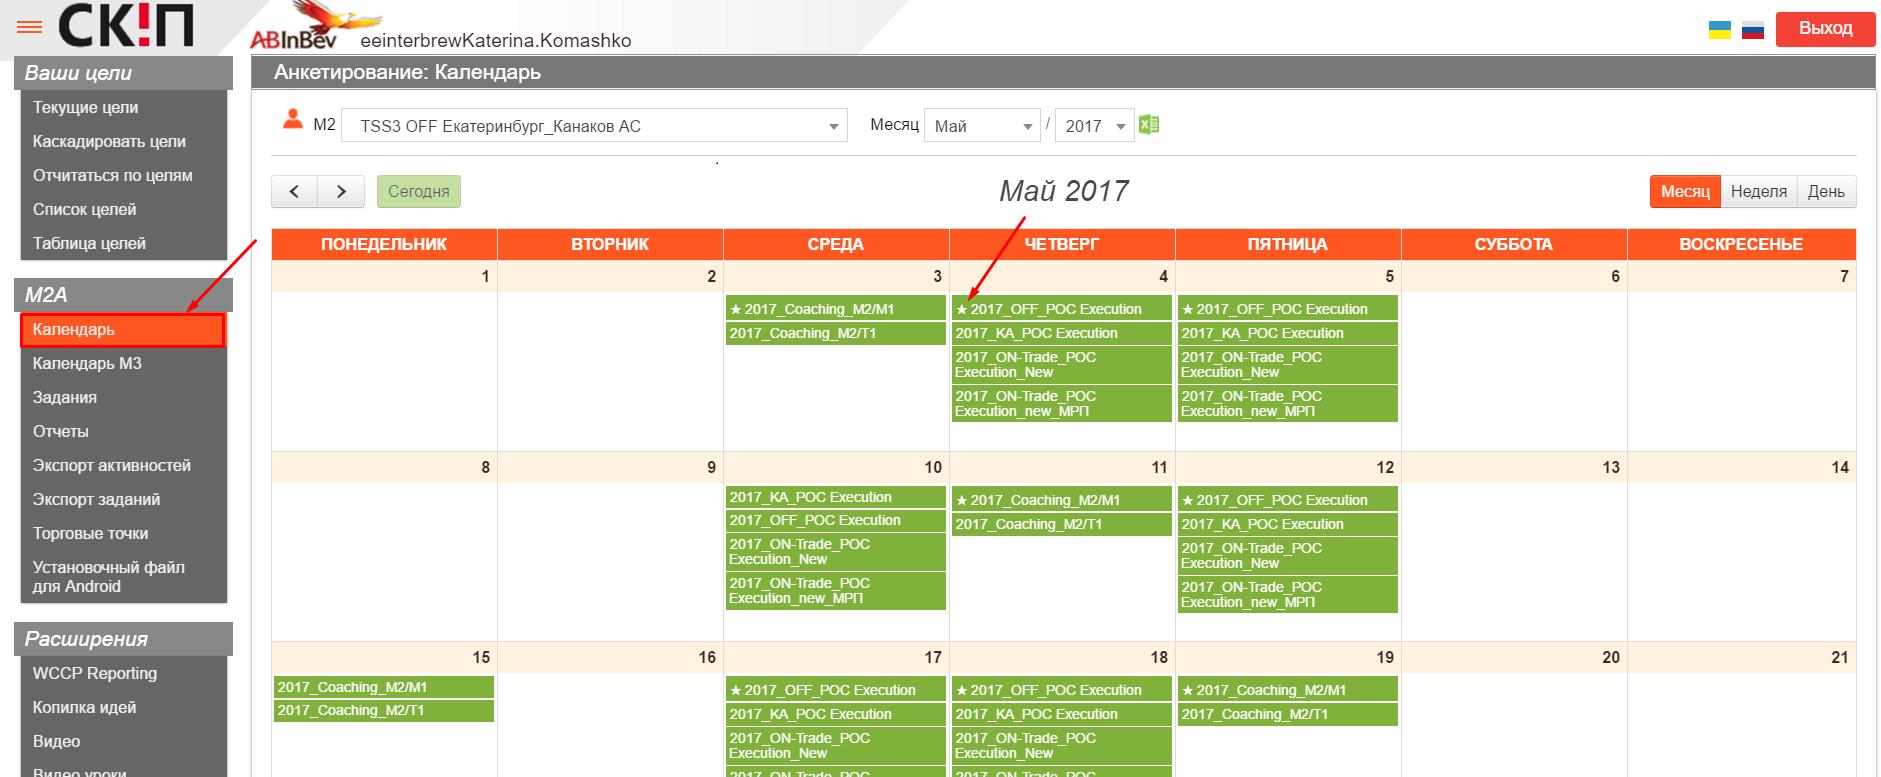 СК!П
ABInBev
eeinterbrewKaterina.Komashko
Выход
Ваши цели
Текущие цели
Каскадировать цели
Отчитаться по целям
Список целей
Таблица целей
M2A
Календарь
Календарь М3
Задания
Отчеты
Экспорт активностей
Экспорт заданий
Торговые точки
Установочный файл
для Android
Расширения
WCCP Reporting
Копилка идей
Видео
Видео уроки
Анкетирование: Календарь
M2 TSS3 OFF Екатеринбург_Канаков АС Месяц Май / 2017
< > Сегодня Май 2017 Месяц Неделя День
ПОНЕДЕЛЬНИК ВТОРНИК СРЕДА ЧЕТВЕРГ ПЯТНИЦА СУББОТА ВОСКРЕСЕНЬЕ
1
2
3
★ 2017_Coaching_M2/M1
2017_Coaching_M2/T1
4
★ 2017_OFF_POC Execution
2017_KA_POC Execution
2017_ON-Trade_POC
Execution_New
2017_ON-Trade_POC
Execution_new_МРП
5
★ 2017_OFF_POC Execution
2017_KA_POC Execution
2017_ON-Trade_POC
Execution_New
2017_ON-Trade_POC
Execution_new_МРП
6
7
8
9
10
2017_KA_POC Execution
2017_OFF_POC Execution
2017_ON-Trade_POC
Execution_New
2017_ON-Trade_POC
Execution_new_МРП
11
★ 2017_Coaching_M2/M1
2017_Coaching_M2/T1
12
★ 2017_OFF_POC Execution
2017_KA_POC Execution
2017_ON-Trade_POC
Execution_New
2017_ON-Trade_POC
Execution_new_МРП
13
14
15
2017_Coaching_M2/M1
2017_Coaching_M2/T1
16
17
★ 2017_OFF_POC Execution
2017_KA_POC Execution
2017_ON-Trade_POC
Execution_New
2017_ON-Trade_POC
18
★ 2017_OFF_POC Execution
2017_KA_POC Execution
2017_ON-Trade_POC
Execution_New
2017_ON-Trade_POC
19
★ 2017_Coaching_M2/M1
2017_Coaching_M2/T1
20
21